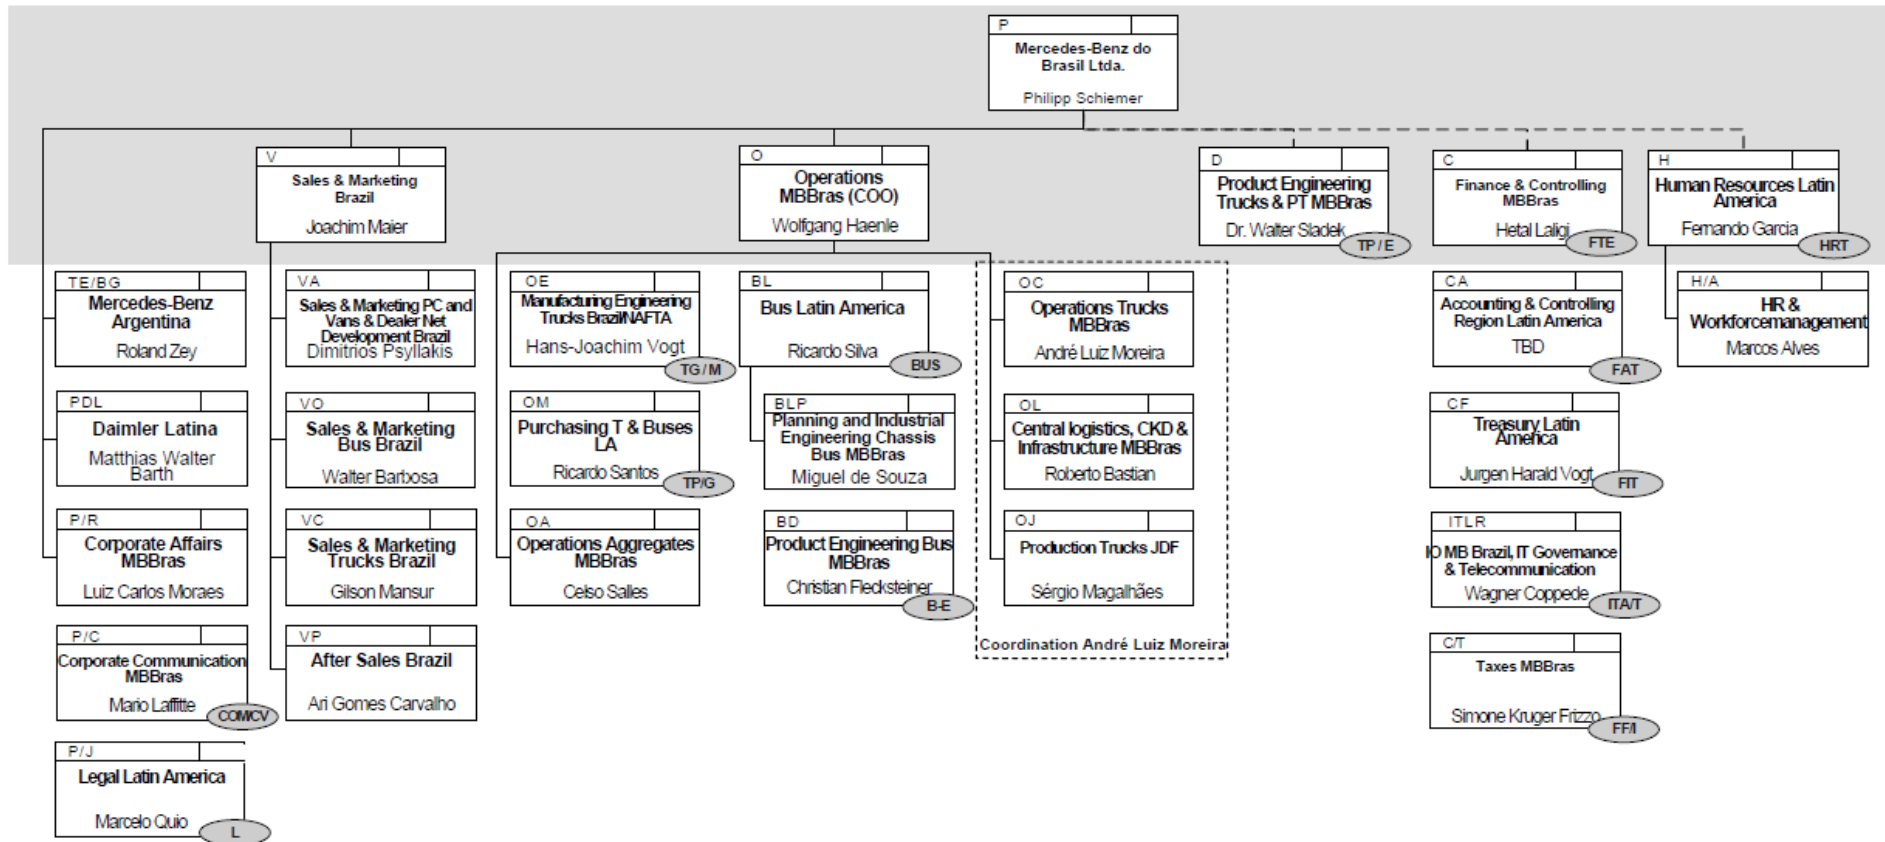 P
Mercedes-Benz do
Brasil Ltda.
Philipp Schiemer
V
Sales & Marketing
Brazil
Joachim Maier
O
Operations
MBBras (COO)
Wolfgang Haenle
D
Product Engineering
Trucks & PT MBBras
Dr. Walter Sladek
TP / E
C
Finance & Controlling
MBBras
Hetal Laligi
FTE
H
Human Resources Latin
America
Fernando Garcia
HRT
TE/BG
Mercedes-Benz
Argentina
Roland Zey
VA
Sales & Marketing PC and
Vans & Dealer Net
Development Brazil
Dimitrios Psyllakis
OE
Manufacturing Engineering
Trucks Brazil/NAFTA
Hans-Joachim Vogt
TG / M
BL
Bus Latin America
Ricardo Silva
BUS
OC
Operations Trucks
MBBras
André Luiz Moreira
CA
Accounting & Controlling
Region Latin America
TBD
FAT
H/A
HR &
Workforcemanagement
Marcos Alves
PDL
Daimler Latina
Matthias Walter
Barth
VO
Sales & Marketing
Bus Brazil
Walter Barbosa
OM
Purchasing T & Buses
LA
Ricardo Santos
TP/G
BLP
Planning and Industrial
Engineering Chassis
Bus MBBras
Miguel de Souza
OL
Central logistics, CKD &
Infrastructure MBBras
Roberto Bastian
CF
Treasury Latin
America
Jurgen Harald Vogt
FIT
P/R
Corporate Affairs
MBBras
Luiz Carlos Moraes
VC
Sales & Marketing
Trucks Brazil
Gilson Mansur
OA
Operations Aggregates
MBBras
Celso Salles
BD
Product Engineering Bus
MBBras
Christian Flecksteiner
B-E
OJ
Production Trucks JDF
Sérgio Magalhães
ITLR
IO MB Brazil, IT Governance
& Telecommunication
Wagner Coppede
ITA/T
P/C
Corporate Communication
MBBras
Mario Laffitte
COM/CV
VP
After Sales Brazil
Ari Gomes Carvalho
Coordination André Luiz Moreira
C/T
Taxes MBBras
Simone Kruger Frizzo
FF/I
P/J
Legal Latin America
Marcelo Quio
L